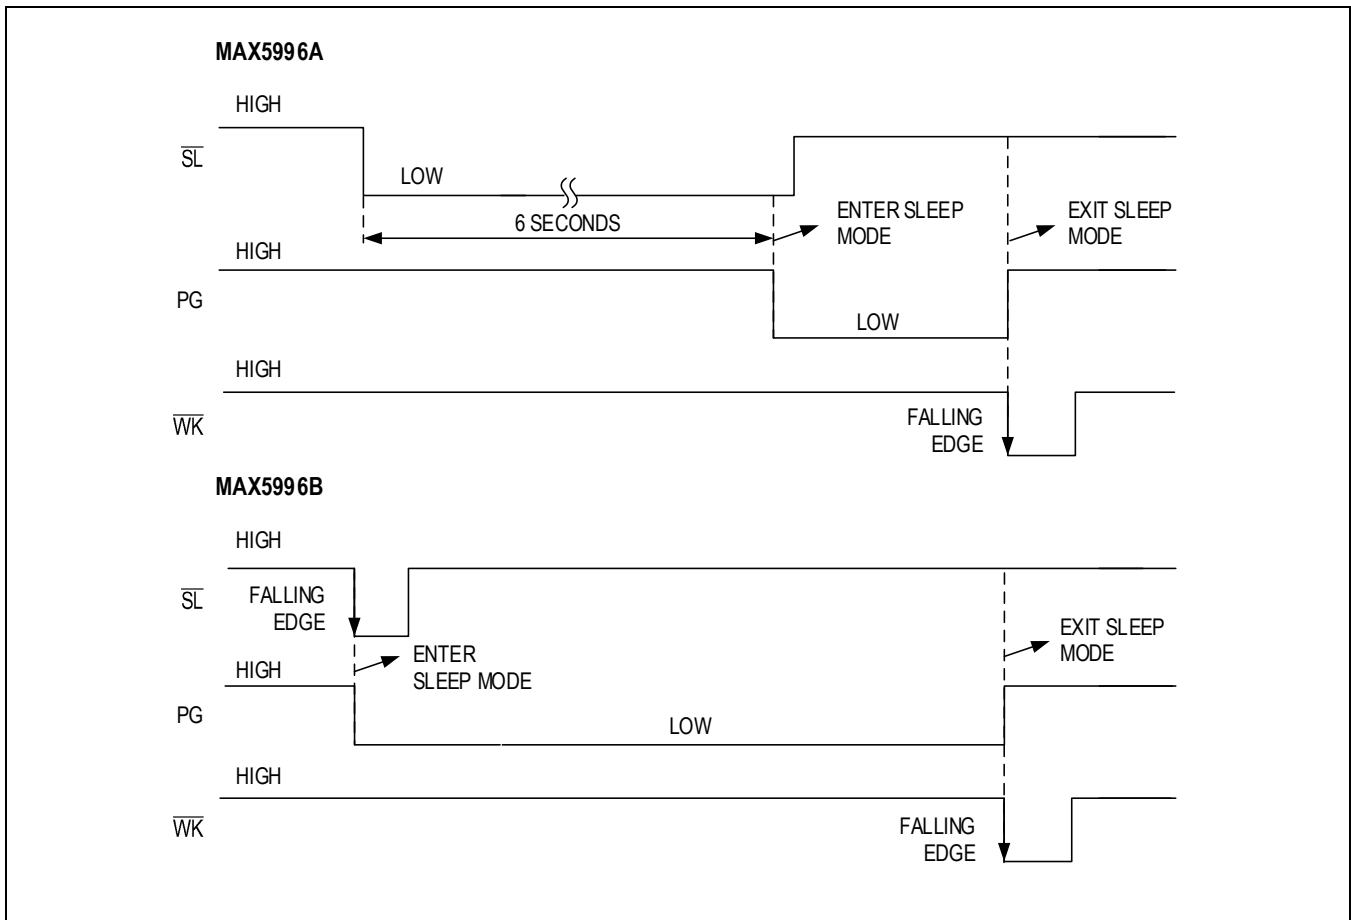 MAX5996A
HIGH
SL
LOW
6 SECONDS
ENTER SLEEP
MODE
EXIT SLEEP
MODE
HIGH
PG
LOW
HIGH
WK
FALLING
EDGE
MAX5996B
HIGH
SL
FALLING
EDGE
ENTER
SLEEP MODE
EXIT SLEEP
MODE
HIGH
PG
LOW
HIGH
WK
FALLING
EDGE